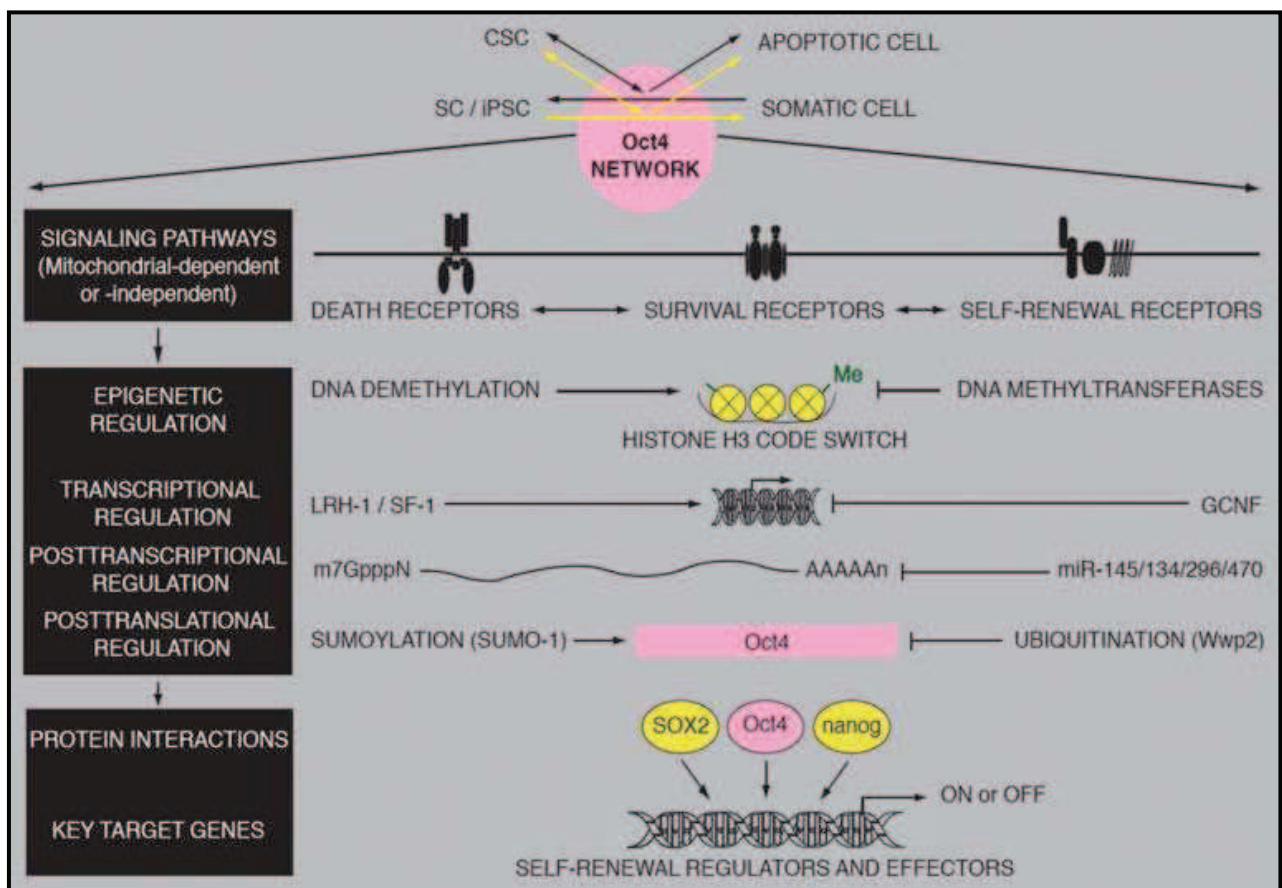 CSC
APOPTOTIC CELL
SC / iPSC
SOMATIC CELL
Oct4
NETWORK
SIGNALING PATHWAYS
(Mitochondrial-dependent
or -independent)
DEATH RECEPTORS
SURVIVAL RECEPTORS
SELF-RENEWAL RECEPTORS
EPIGENETIC
REGULATION
DNA DEMETHYLATION
Me
DNA METHYLTRANSFERASES
HISTONE H3 CODE SWITCH
TRANSCRIPTIONAL
REGULATION
LRH-1 / SF-1
GCNF
POSTTRANSCRIPTIONAL
REGULATION
m7GpppN
AAAAAn
miR-145/134/296/470
POSTTRANSLATIONAL
REGULATION
SUMOYLATION (SUMO-1)
Oct4
UBIQUITINATION (Wwp2)
PROTEIN INTERACTIONS
SOX2
Oct4
nanog
ON or OFF
KEY TARGET GENES
SELF-RENEWAL REGULATORS AND EFFECTORS